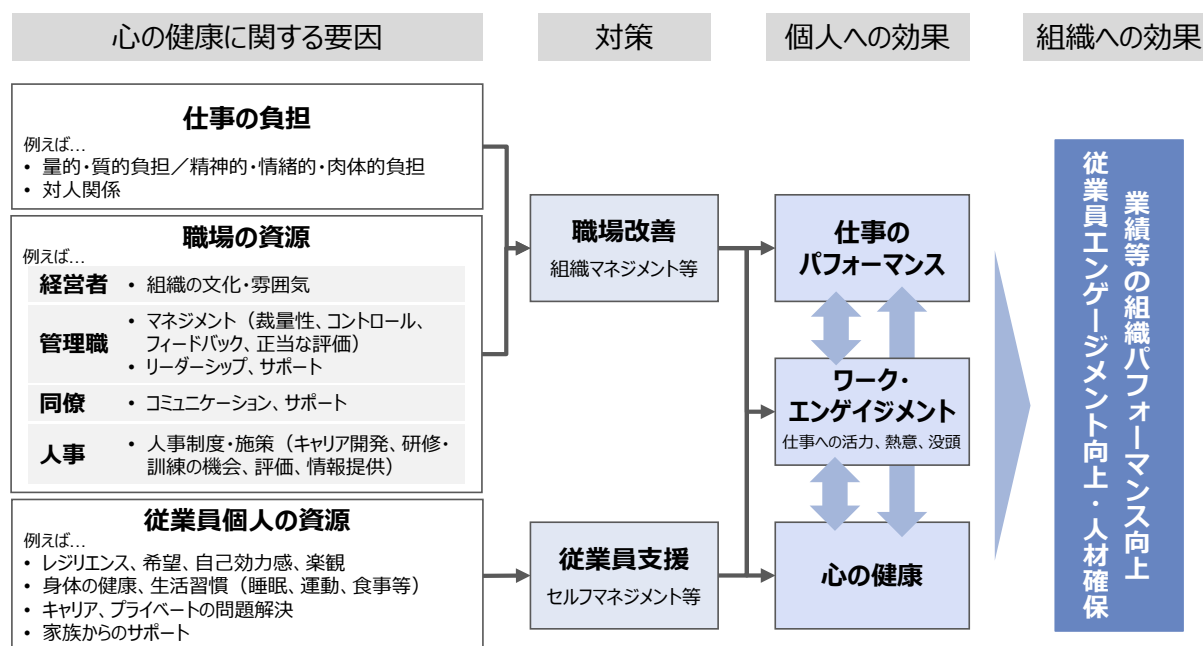 心の健康に関する要因
対策
個人への効果
組織への効果
仕事の負担
例えば…
• 量的・質的負担／精神的・情緒的・肉体的負担
• 対人関係
職場の資源
例えば…
経営者
• 組織の文化・雰囲気
管理職
• マネジメント（裁量性、コントロール、
フィードバック、正当な評価）
• リーダーシップ、サポート
同僚
• コミュニケーション、サポート
人事
• 人事制度・施策（キャリア開発、研修・
訓練の機会、評価、情報提供）
従業員個人の資源
例えば…
• レジリエンス、希望、自己効力感、楽観
• 身体の健康、生活習慣（睡眠、運動、食事等）
• キャリア、プライベートの問題解決
• 家族からのサポート
職場改善
組織マネジメント等
従業員支援
セルフマネジメント等
仕事の
パフォーマンス
ワーク・
エンゲイジメント
仕事への活力、熱意、没頭
心の健康
業績等の組織パフォーマンス向上
従業員エンゲージメント向上・人材確保